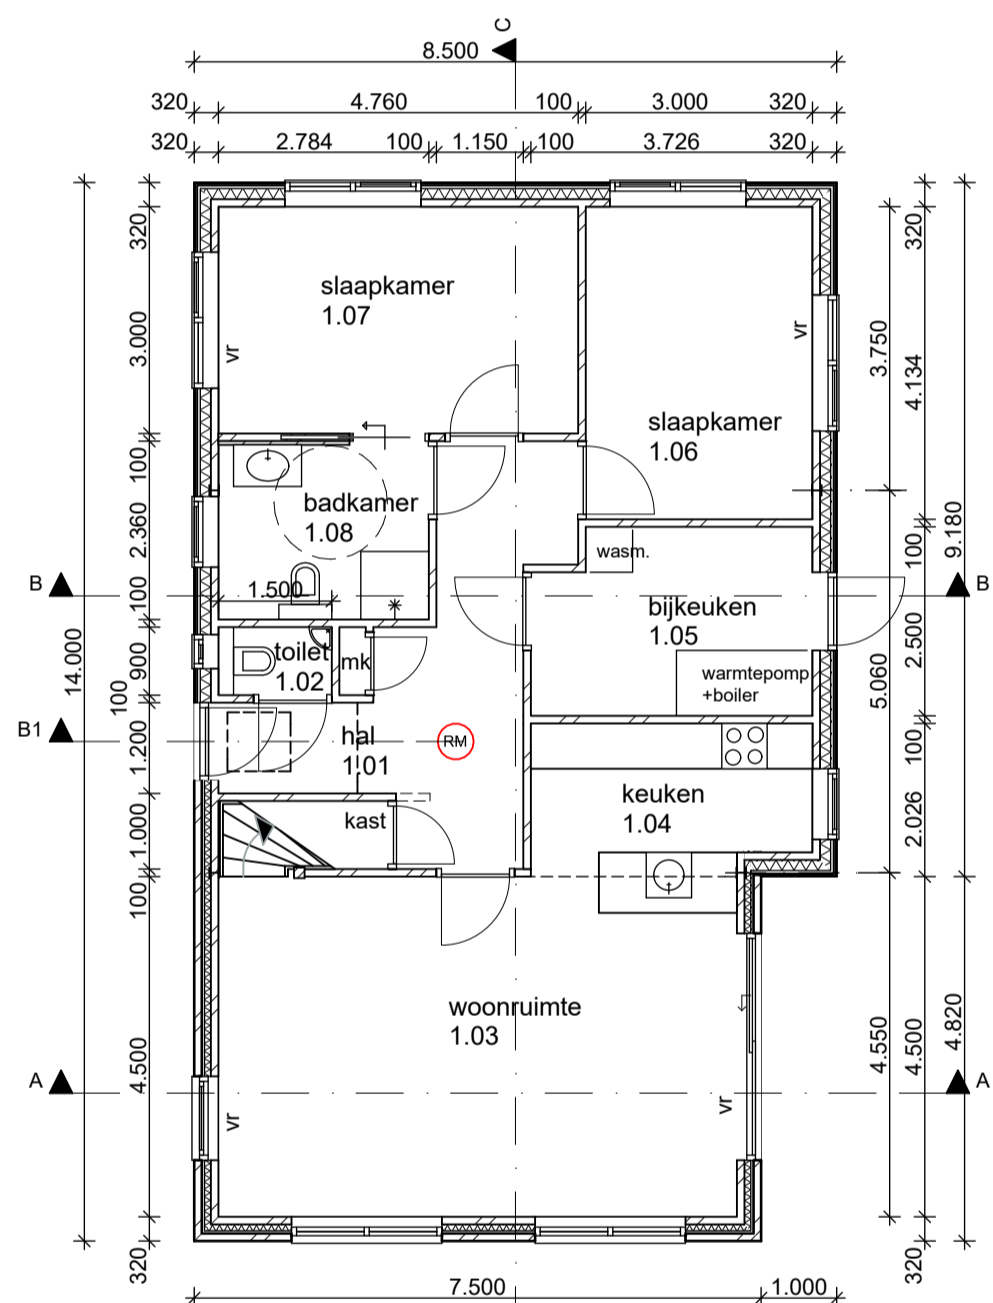 C
8.500
320 4.760 100 3.000 320
320 2.784 100 1.150 100 3.726 320
320
3.000
100
2.360
100
900
100
1.200
1.000
100
4.500
320
14.000
320
4.134
100
2.500
100
2.026
4.500
320
3.750
5.060
4.550
9.180
4.820
slaapkamer
1.07
vr
vr
slaapkamer
1.06
badkamer
1.08
wasm.
B
B
1.500
bijkeuken
1.05
toilet
1.02
mk
warmtepomp
+boiler
B1
hal
1.01
RM
keuken
1.04
kast
woonruimte
1.03
A
A
vr
vr
7.500 1.000